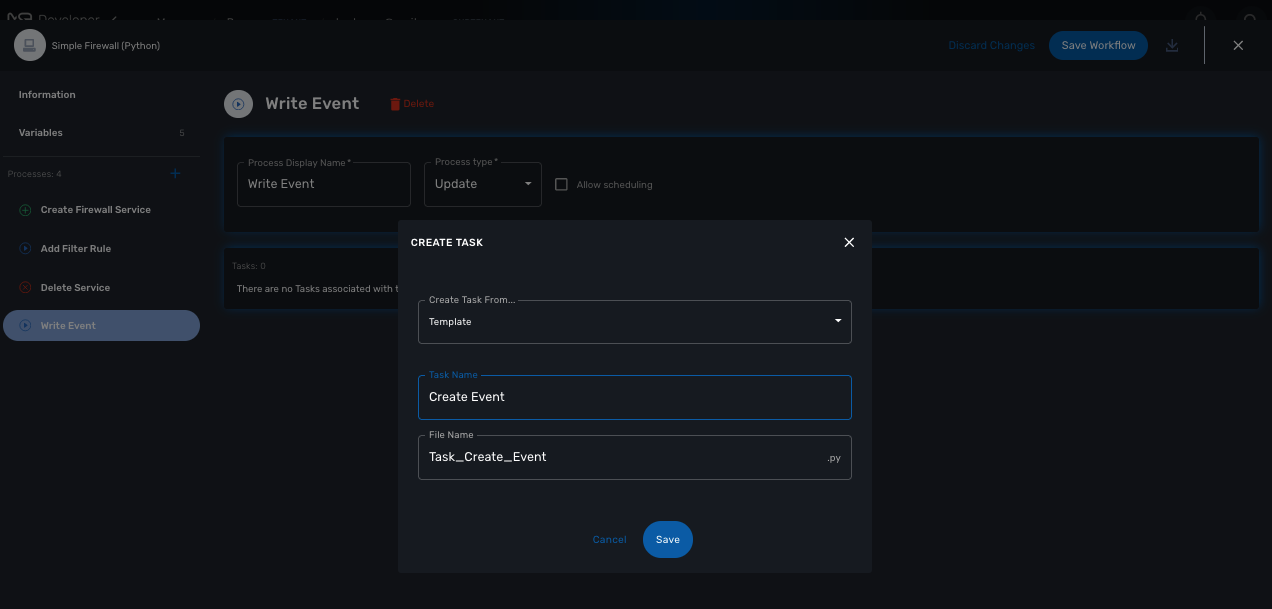 Developer
Simple Firewall (Python)
Discard Changes
Save Workflow
Information
Variables
5
Processes: 4
Create Firewall Service
Add Filter Rule
Delete Service
Write Event
Write Event
Delete
Process Display Name*
Write Event
Process type*
Update
Allow scheduling
Tasks: 0
There are no Tasks associated with
CREATE TASK
Create Task From...
Template
Task Name
Create Event
File Name
Task_Create_Event
.py
Cancel
Save